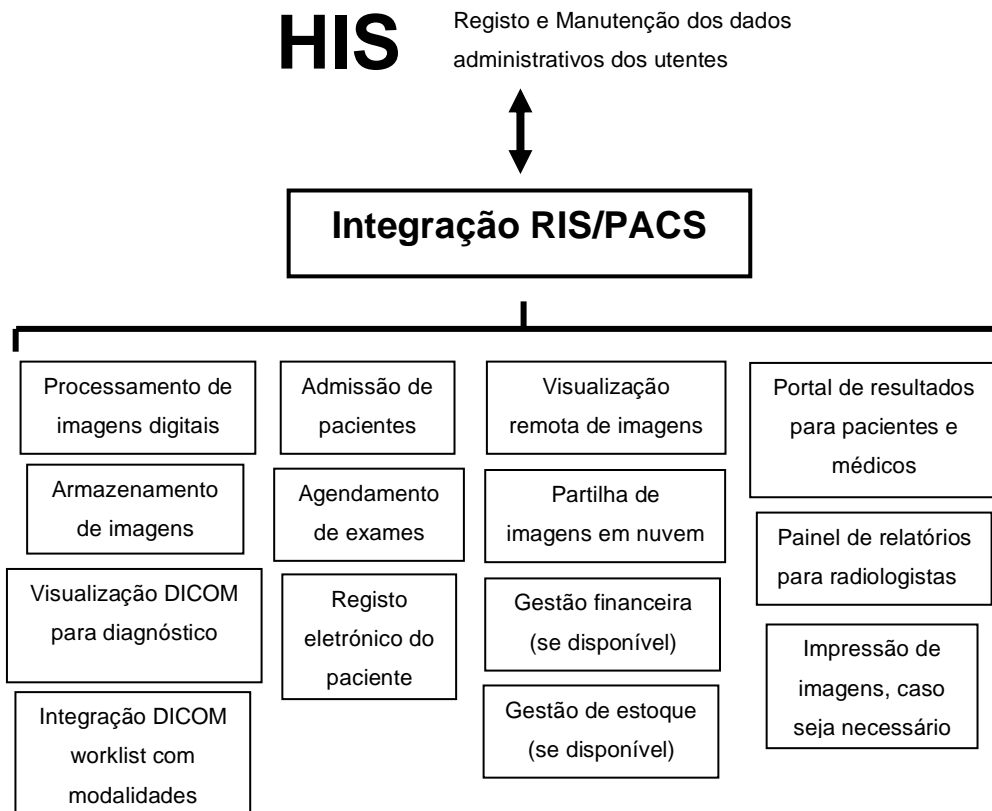 HIS
Registo e Manutenção dos dados
administrativos dos utentes
Integração RIS/PACS
Processamento de
imagens digitais
Armazenamento
de imagens
Visualização DICOM
para diagnóstico
Integração DICOM
worklist com
modalidades
Admissão de
pacientes
Agendamento
de exames
Registo
eletrónico do
paciente
Visualização
remota de imagens
Partilha de
imagens em nuvem
Gestão financeira
(se disponível)
Gestão de estoque
(se disponível)
Portal de resultados
para pacientes e
médicos
Painel de relatórios
para radiologistas
Impressão de
imagens, caso
seja necessário